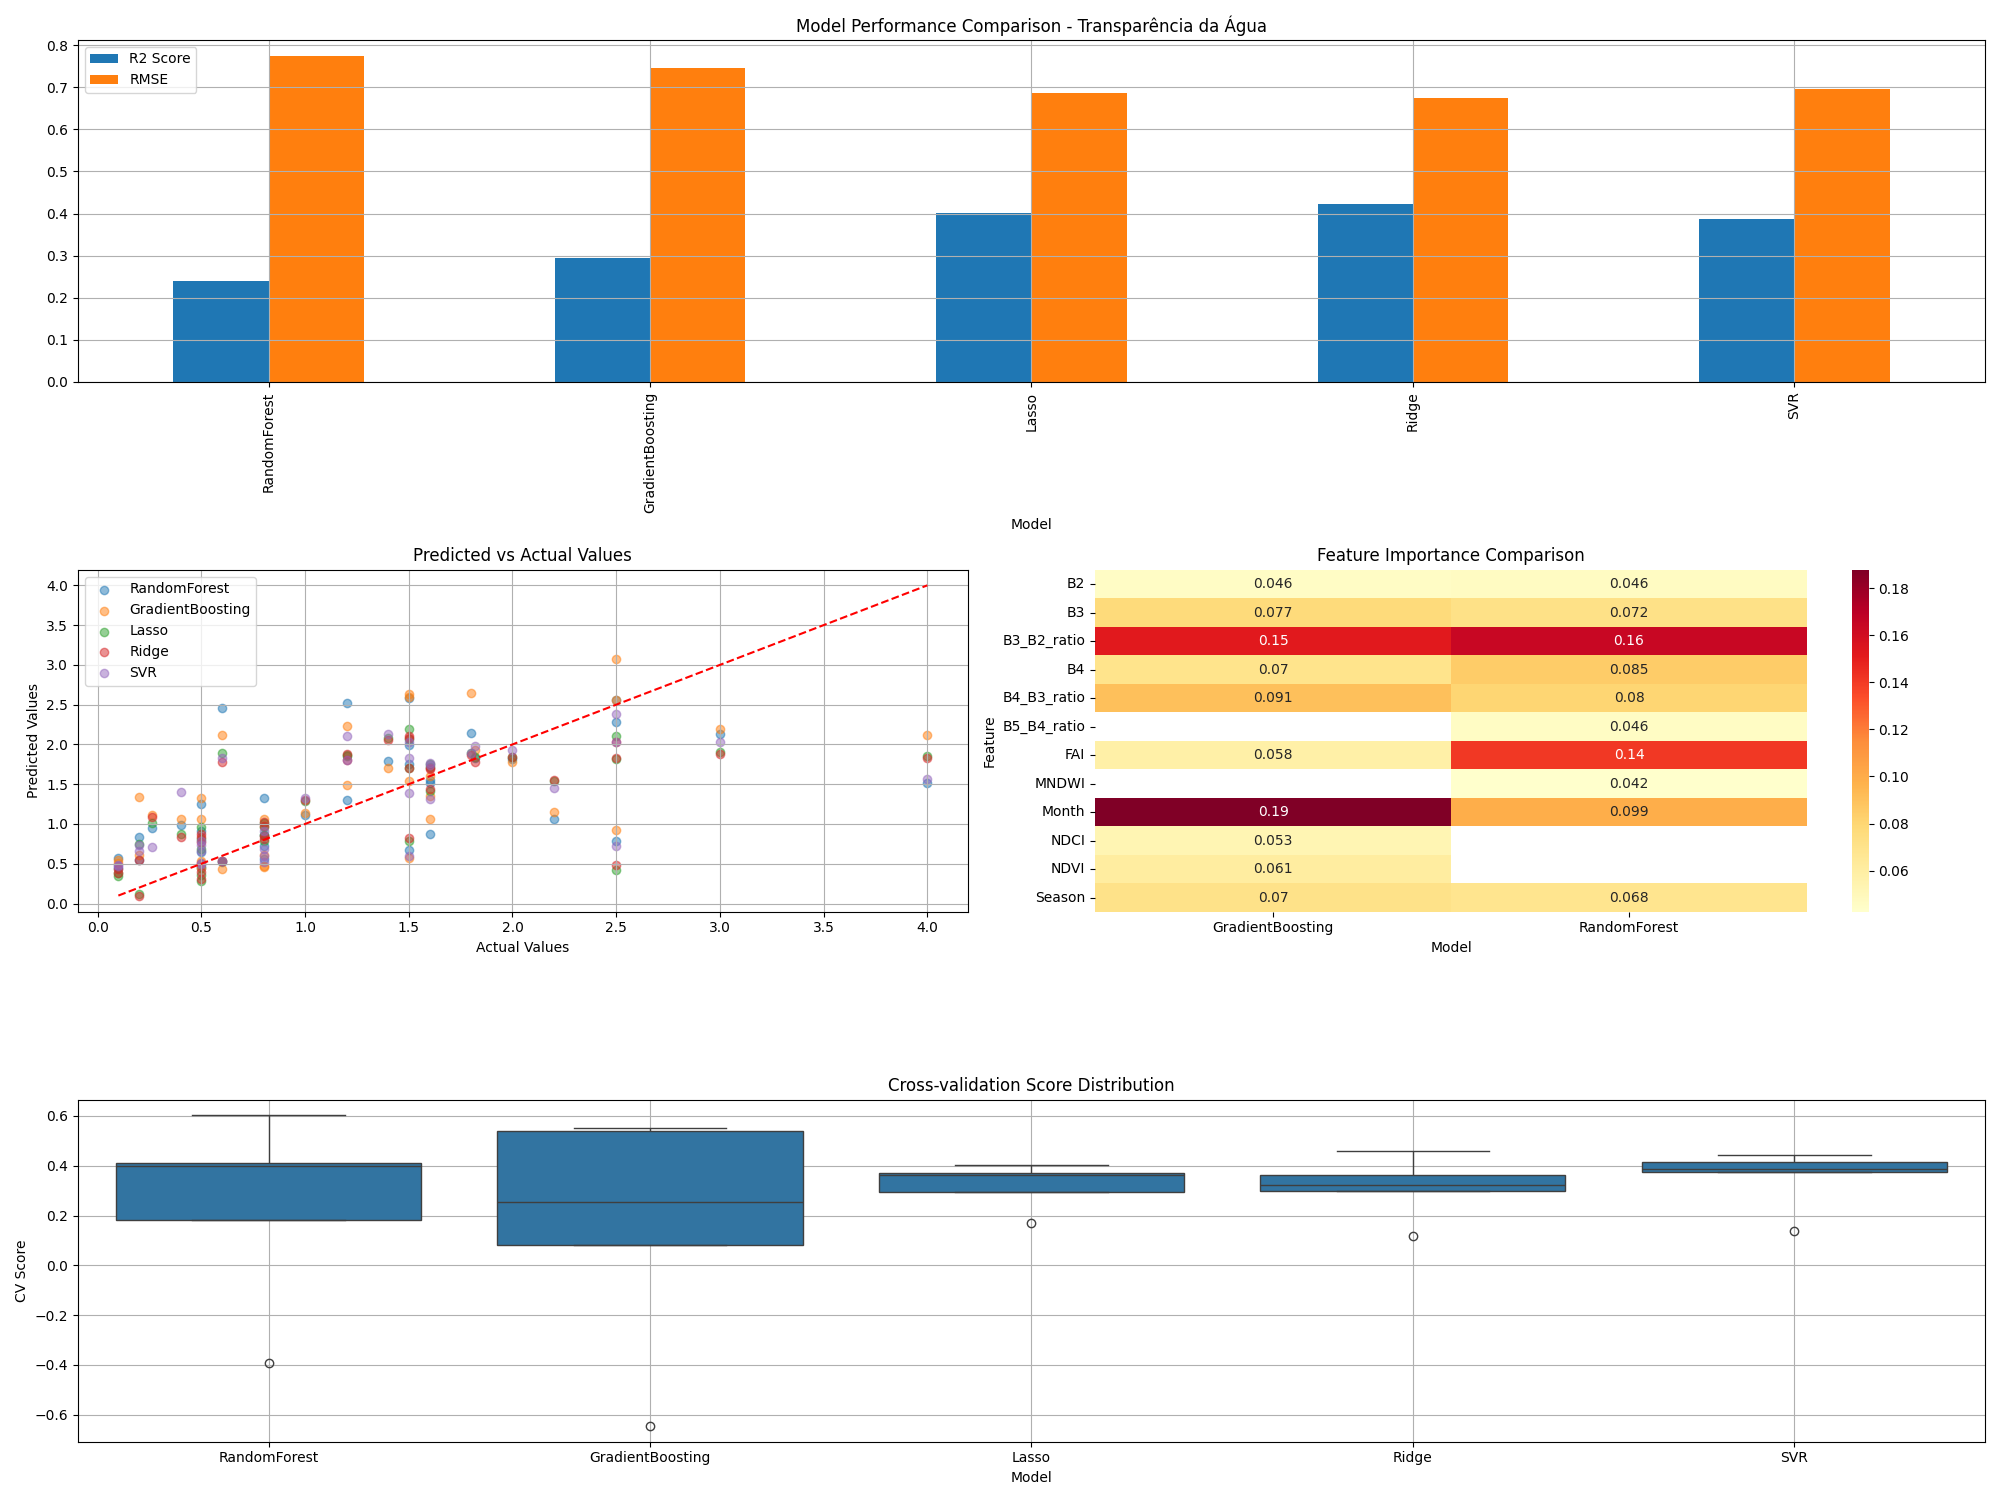 Model Performance Comparison - Transparência da Água
R2 Score
RMSE
0.8
0.7
0.6
0.5
0.4
0.3
0.2
0.1
0.0
RandomForest
GradientBoosting
Lasso
Ridge
SVR
Model
Predicted vs Actual Values
RandomForest
GradientBoosting
Lasso
Ridge
SVR
Predicted Values
4.0
3.5
3.0
2.5
2.0
1.5
1.0
0.5
0.0
0.0 0.5 1.0 1.5 2.0 2.5 3.0 3.5 4.0
Actual Values
Feature Importance Comparison
Feature
B2 0.046 0.046
B3 0.077 0.072
B3_B2_ratio 0.15 0.16
B4 0.07 0.085
B4_B3_ratio 0.091 0.08
B5_B4_ratio 0.046
FAI 0.058 0.14
MNDWI 0.042
Month 0.19 0.099
NDCI 0.053
NDVI 0.061
Season 0.07 0.068
GradientBoosting RandomForest
Model
0.18
0.16
0.14
0.12
0.10
0.08
0.06
Cross-validation Score Distribution
CV Score
0.6
0.4
0.2
0.0
−0.2
−0.4
−0.6
RandomForest GradientBoosting Lasso Ridge SVR
Model